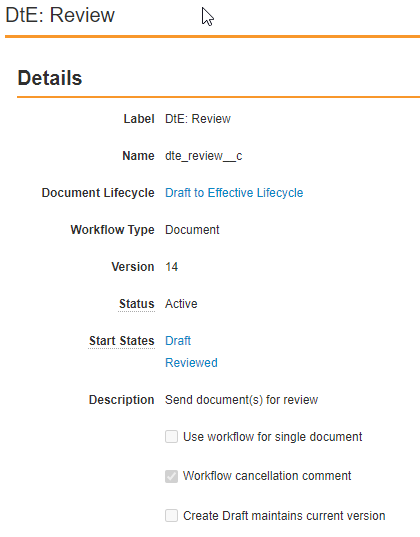 DtE: Review
Details
Label DtE: Review
Name dte_review__c
Document Lifecycle Draft to Effective Lifecycle
Workflow Type Document
Version 14
Status Active
Start States Draft
Reviewed
Description Send document(s) for review
Use workflow for single document
Workflow cancellation comment
Create Draft maintains current version